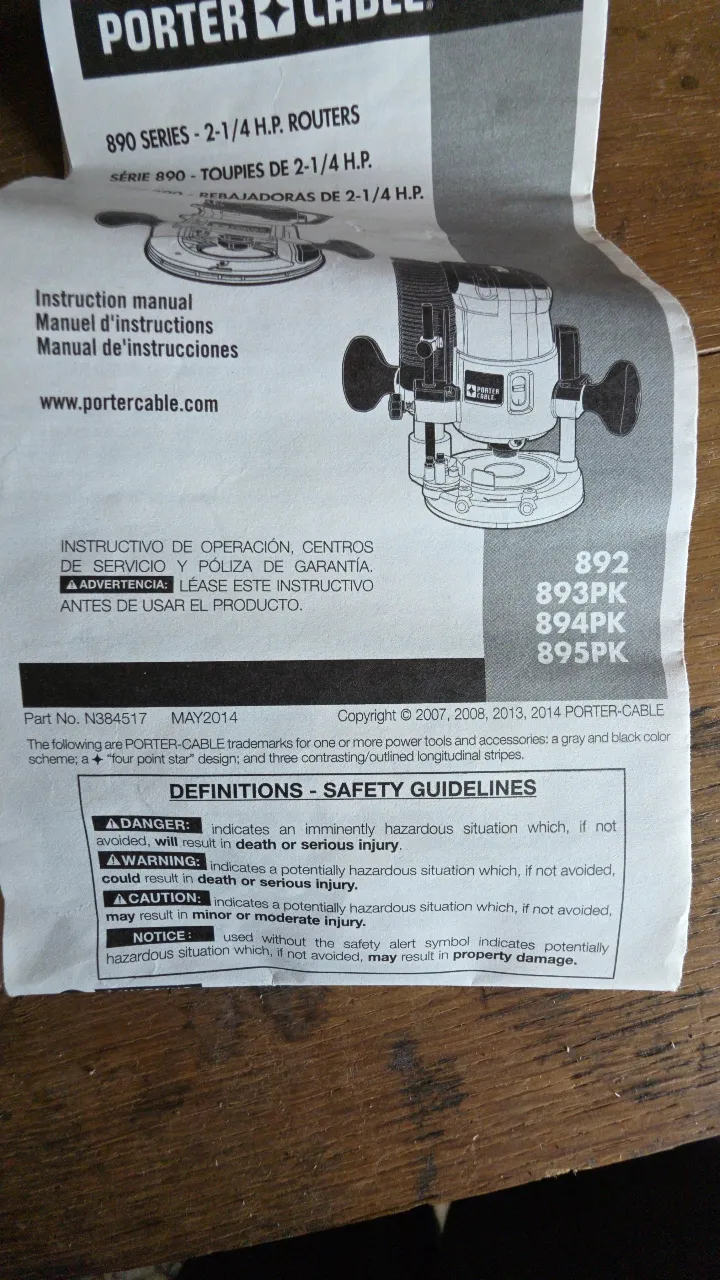 PORTER CABLE
890 SERIES - 2-1/4 H.P. ROUTERS
SÉRIE 890 - TOUPIES DE 2-1/4 H.P.
- REBAJADORAS DE 2-1/4 H.P.
Instruction manual
Manuel d'instructions
Manual de'instrucciones
www.portercable.com
PORTER
CABLE.
INSTRUCTIVO DE OPERACIÓN, CENTROS
DE SERVICIO Y PÓLIZA DE GARANTÍA.
ADVERTENCIA: LÉASE ESTE INSTRUCTIVO
ANTES DE USAR EL PRODUCTO.
892
893PK
894PK
895PK
Part No. N384517 MAY2014 Copyright © 2007, 2008, 2013, 2014 PORTER-CABLE
The following are PORTER-CABLE trademarks for one or more power tools and accessories: a gray and black color
scheme; a ✦ “four point star” design; and three contrasting/outlined longitudinal stripes.
DEFINITIONS - SAFETY GUIDELINES
DANGER: indicates an imminently hazardous situation which, if not
avoided, will result in death or serious injury.
WARNING: indicates a potentially hazardous situation which, if not avoided,
could result in death or serious injury.
CAUTION: indicates a potentially hazardous situation which, if not avoided,
may result in minor or moderate injury.
NOTICE: used without the safety alert symbol indicates potentially
hazardous situation which, if not avoided, may result in property damage.